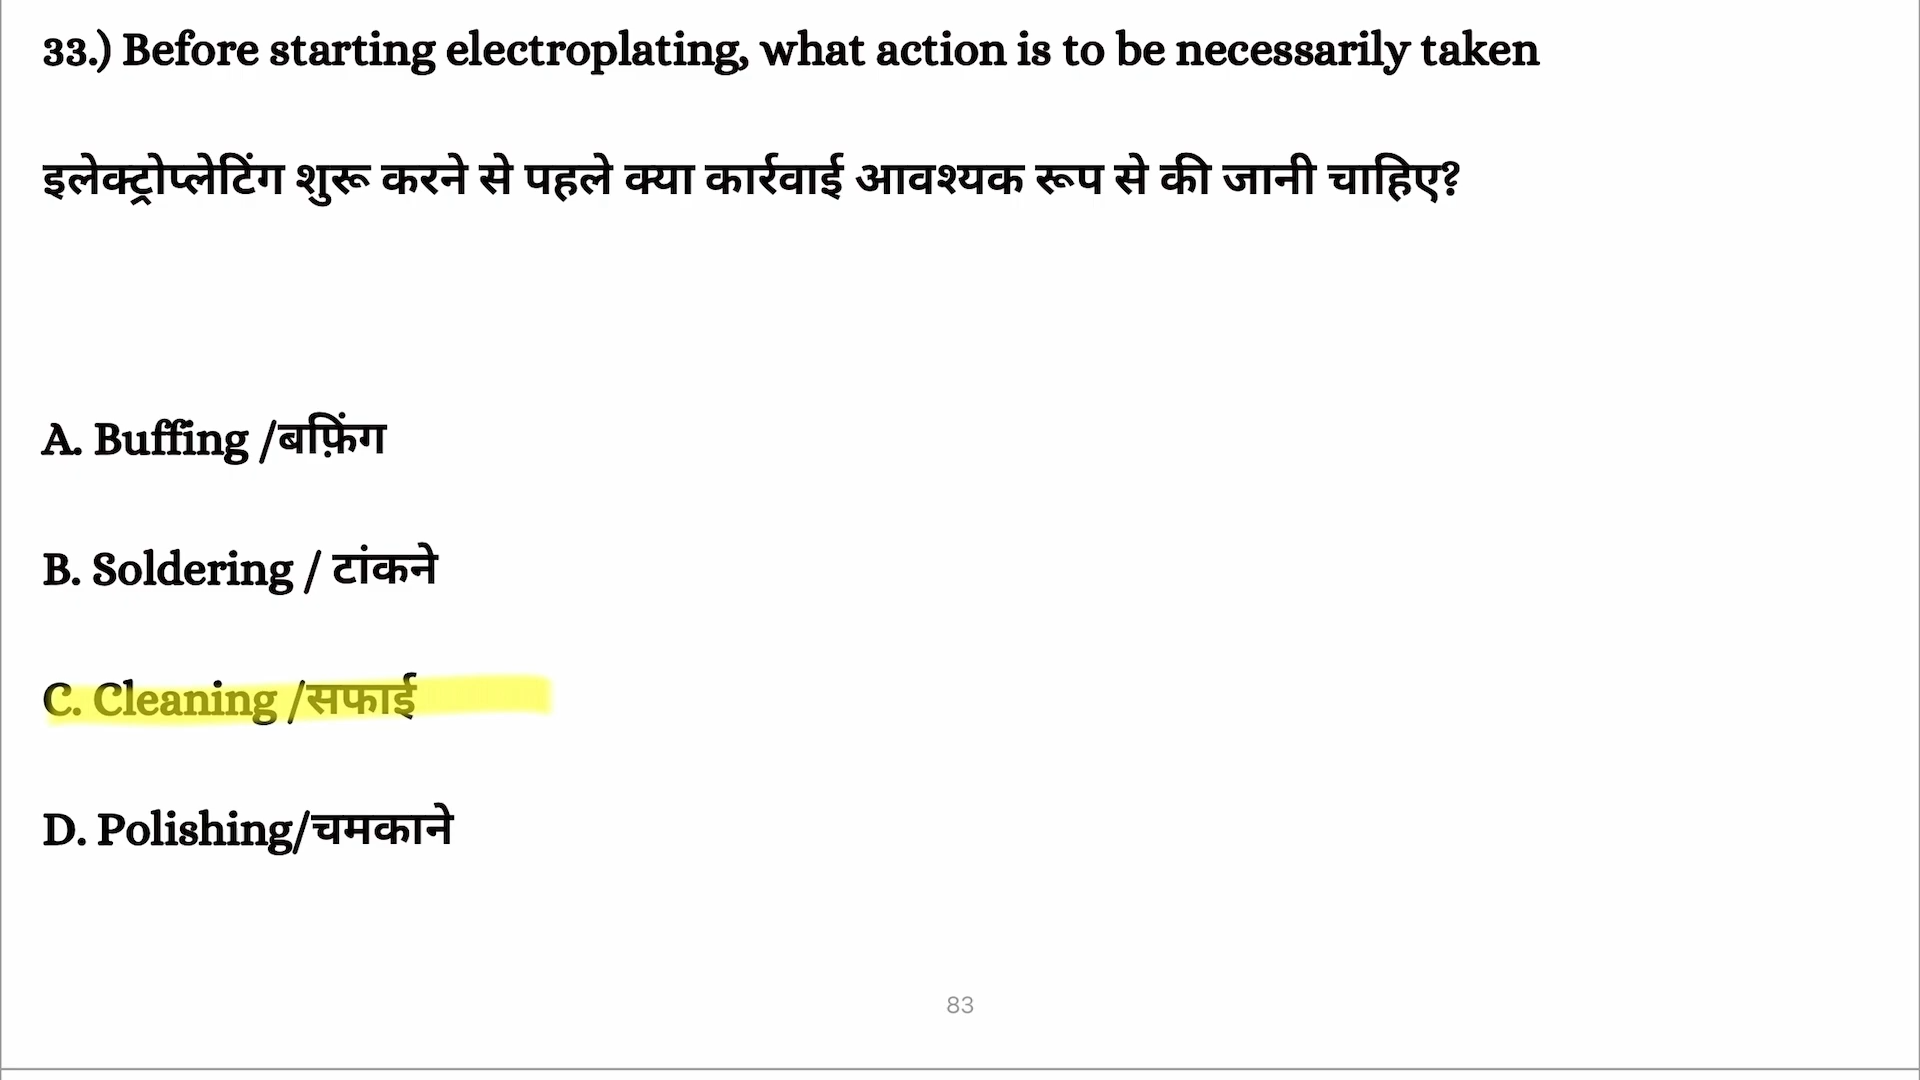 33.) Before starting electroplating, what action is to be necessarily taken
इलेक्ट्रोप्लेटिंग शुरू करने से पहले क्या कार्रवाई आवश्यक रूप से की जानी चाहिए?
A. Buffing /बफ़िंग
B. Soldering / टांकने
C. Cleaning /सफाई
D. Polishing/चमकाने
83